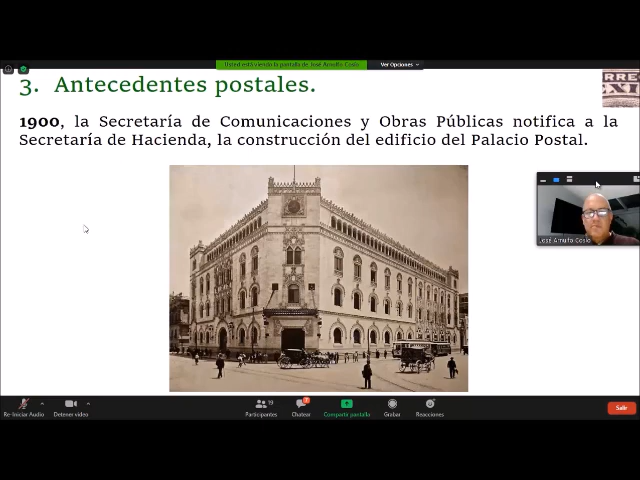 Usted está viendo la pantalla de José Arnulfo Cosío
Ver Opciones
3. Antecedentes postales.
RRE
1900, la Secretaría de Comunicaciones y Obras Públicas notifica a la
Secretaría de Hacienda, la construcción del edificio del Palacio Postal.
José Arnulfo Cosío
Re-Iniciar Audio
Detener video
Participantes
19
Chatear
Compartir pantalla
Grabar
Reacciones
Salir